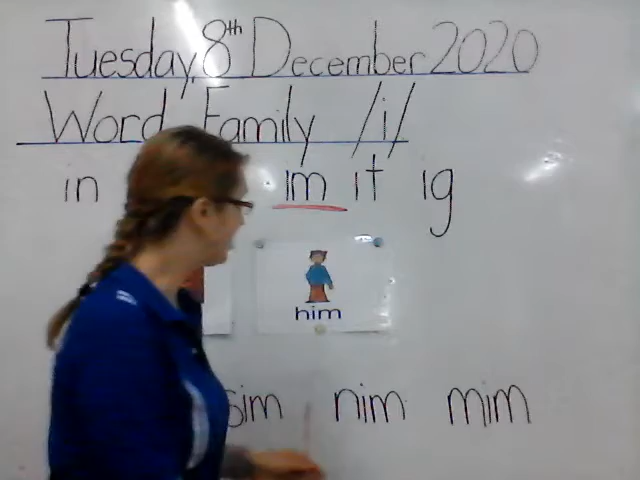 Tuesday, 8th December 2020
Word Family /i/
in im it ig
him
sim nim mim